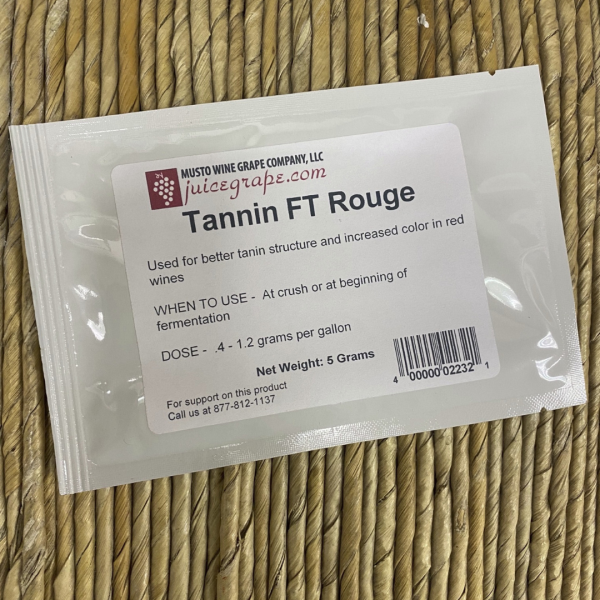 MUSTO WINE GRAPE COMPANY, LLC
juicegrape.com
Tannin FT Rouge
Used for better tanin structure and increased color in red
wines
WHEN TO USE - At crush or at beginning of
fermentation
DOSE - .4 - 1.2 grams per gallon
Net Weight: 5 Grams
For support on this product
Call us at 877-812-1137
4 00000 02232 1